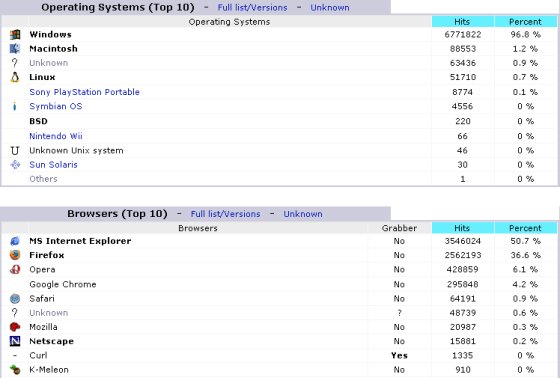 Operating Systems (Top 10) - Full list/Versions - Unknown
Operating Systems Hits Percent
Windows 6771822 96.8 %
Macintosh 88553 1.2 %
? Unknown 63436 0.9 %
Linux 51710 0.7 %
Sony PlayStation Portable 8774 0.1 %
Symbian OS 4556 0 %
BSD 220 0 %
Nintendo Wii 66 0 %
U Unknown Unix system 46 0 %
Sun Solaris 30 0 %
Others 1 0 %
Browsers (Top 10) - Full list/Versions - Unknown
Browsers Grabber Hits Percent
MS Internet Explorer No 3546024 50.7 %
Firefox No 2562193 36.6 %
Opera No 428859 6.1 %
Google Chrome No 295848 4.2 %
Safari No 64191 0.9 %
? Unknown ? 48739 0.6 %
Mozilla No 20987 0.3 %
N Netscape No 15881 0.2 %
- Curl Yes 1335 0 %
K-Meleon No 910 0 %